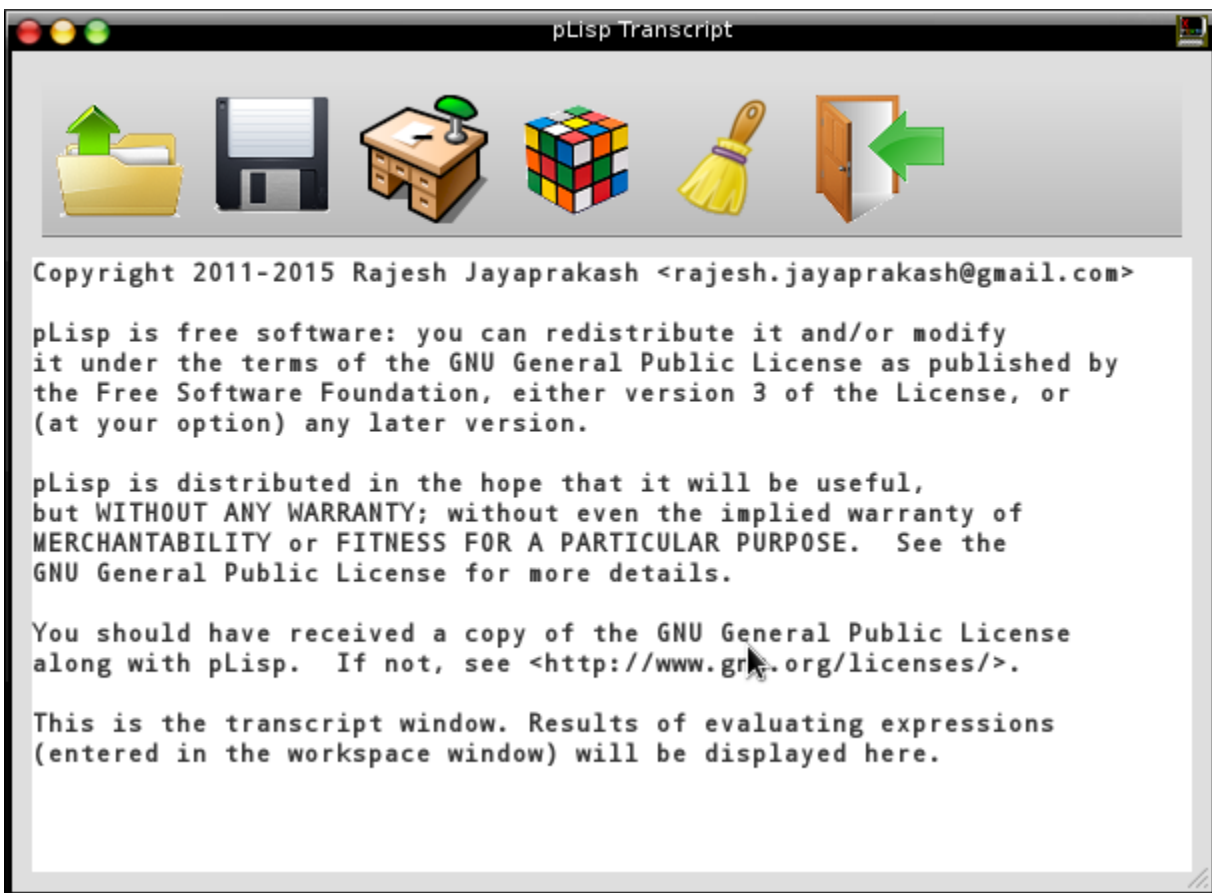 pLisp Transcript
Copyright 2011-2015 Rajesh Jayaprakash <rajesh.jayaprakash@gmail.com>
pLisp is free software: you can redistribute it and/or modify
it under the terms of the GNU General Public License as published by
the Free Software Foundation, either version 3 of the License, or
(at your option) any later version.
pLisp is distributed in the hope that it will be useful,
but WITHOUT ANY WARRANTY; without even the implied warranty of
MERCHANTABILITY or FITNESS FOR A PARTICULAR PURPOSE.  See the
GNU General Public License for more details.
You should have received a copy of the GNU General Public License
along with pLisp.  If not, see <http://www.gnu.org/licenses/>.
This is the transcript window. Results of evaluating expressions
(entered in the workspace window) will be displayed here.